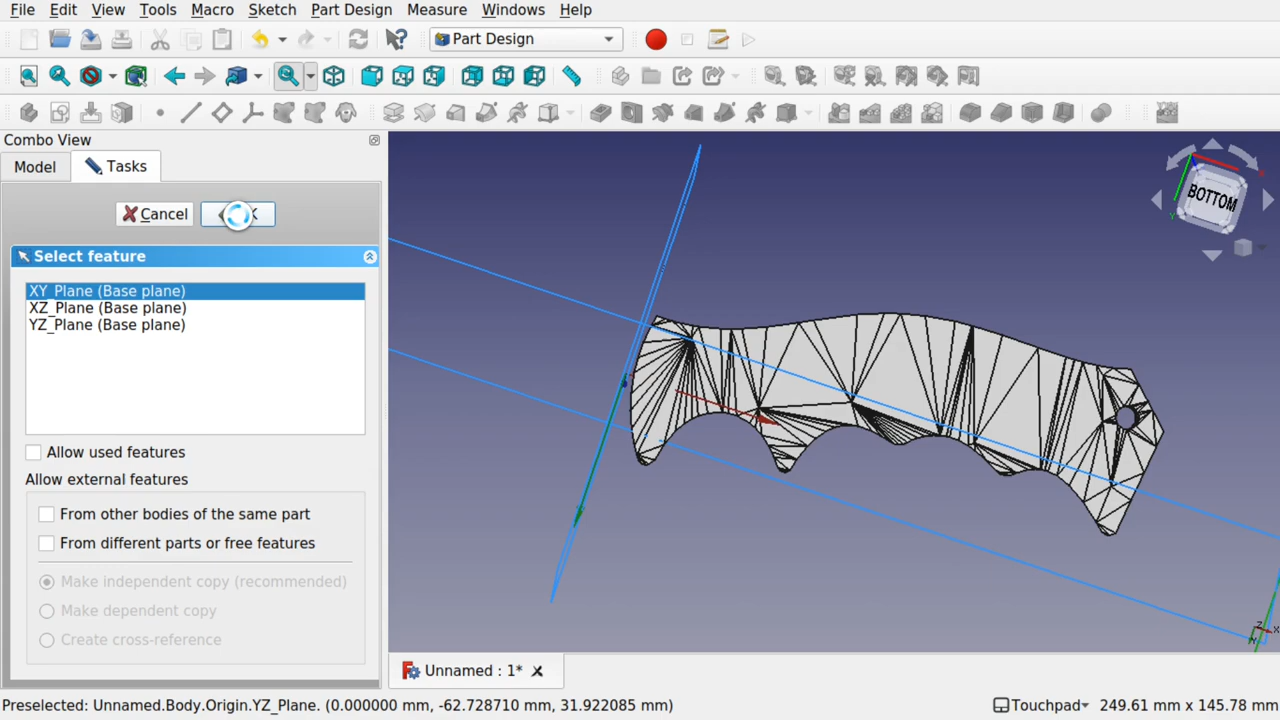 File Edit View Tools Macro Sketch Part Design Measure Windows Help
Part Design
Combo View
Model Tasks
Cancel
Select feature
XY_Plane (Base plane)
XZ_Plane (Base plane)
YZ_Plane (Base plane)
Allow used features
Allow external features
From other bodies of the same part
From different parts or free features
Make independent copy (recommended)
Make dependent copy
Create cross-reference
BOTTOM
X
Y
Z
X
Y
Unnamed : 1*
Preselected: Unnamed.Body.Origin.YZ_Plane. (0.000000 mm, -62.728710 mm, 31.922085 mm) Touchpad 249.61 mm x 145.78 mm